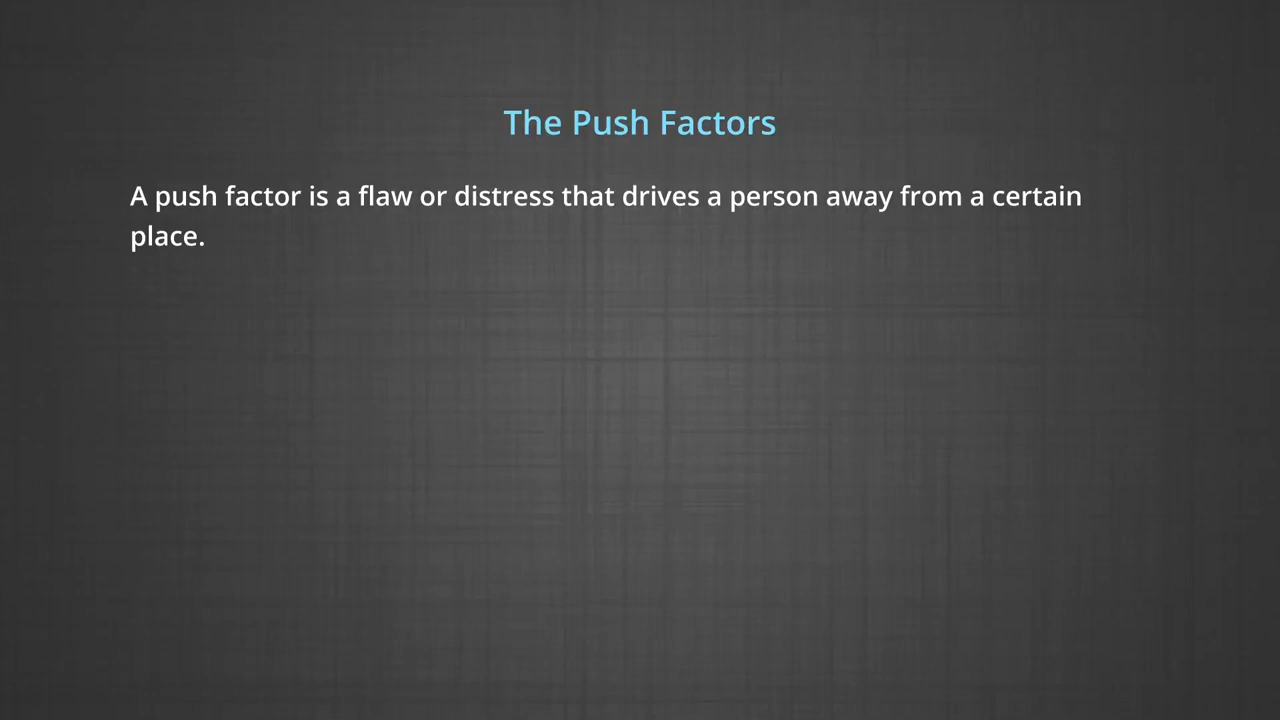 The Push Factors
A push factor is a flaw or distress that drives a person away from a certain
place.